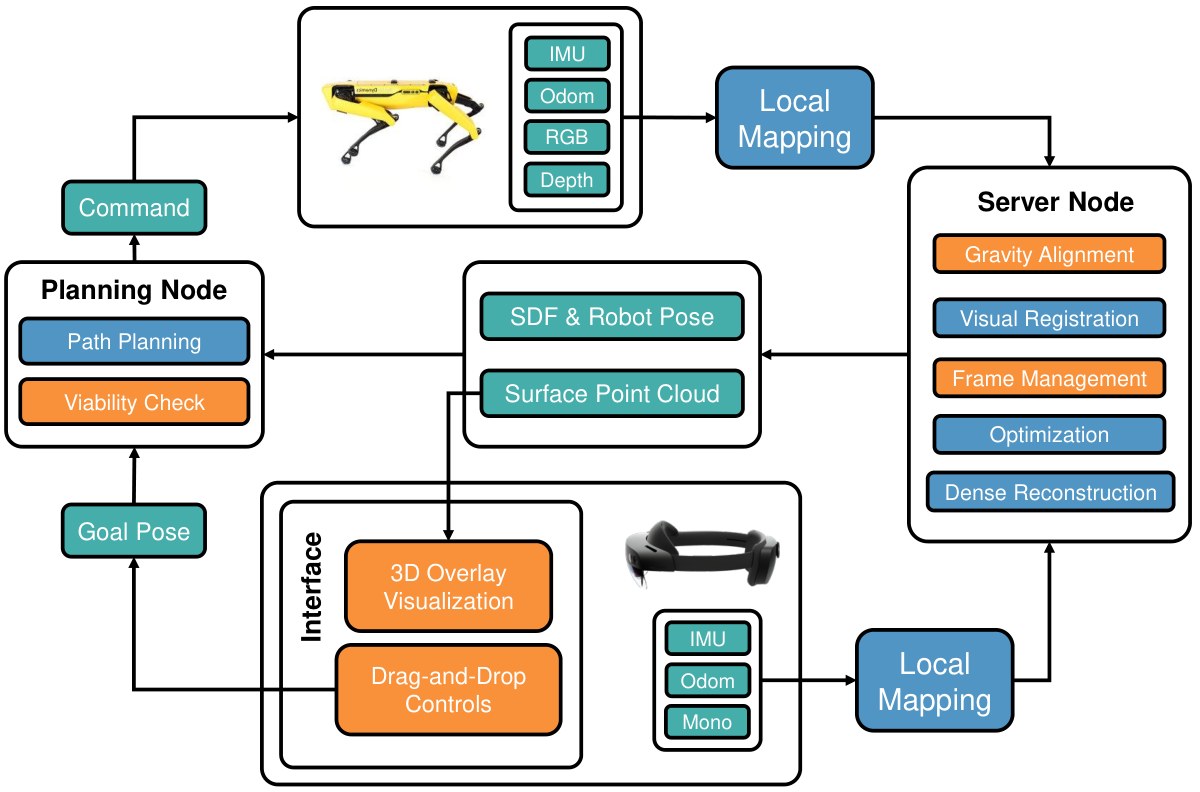 IMU
Odom
RGB
Depth
Local
Mapping
Command
Server Node
Gravity Alignment
Visual Registration
Frame Management
Optimization
Dense Reconstruction
Planning Node
Path Planning
Viability Check
SDF & Robot Pose
Surface Point Cloud
Goal Pose
Interface
3D Overlay
Visualization
Drag-and-Drop
Controls
IMU
Odom
Mono
Local
Mapping